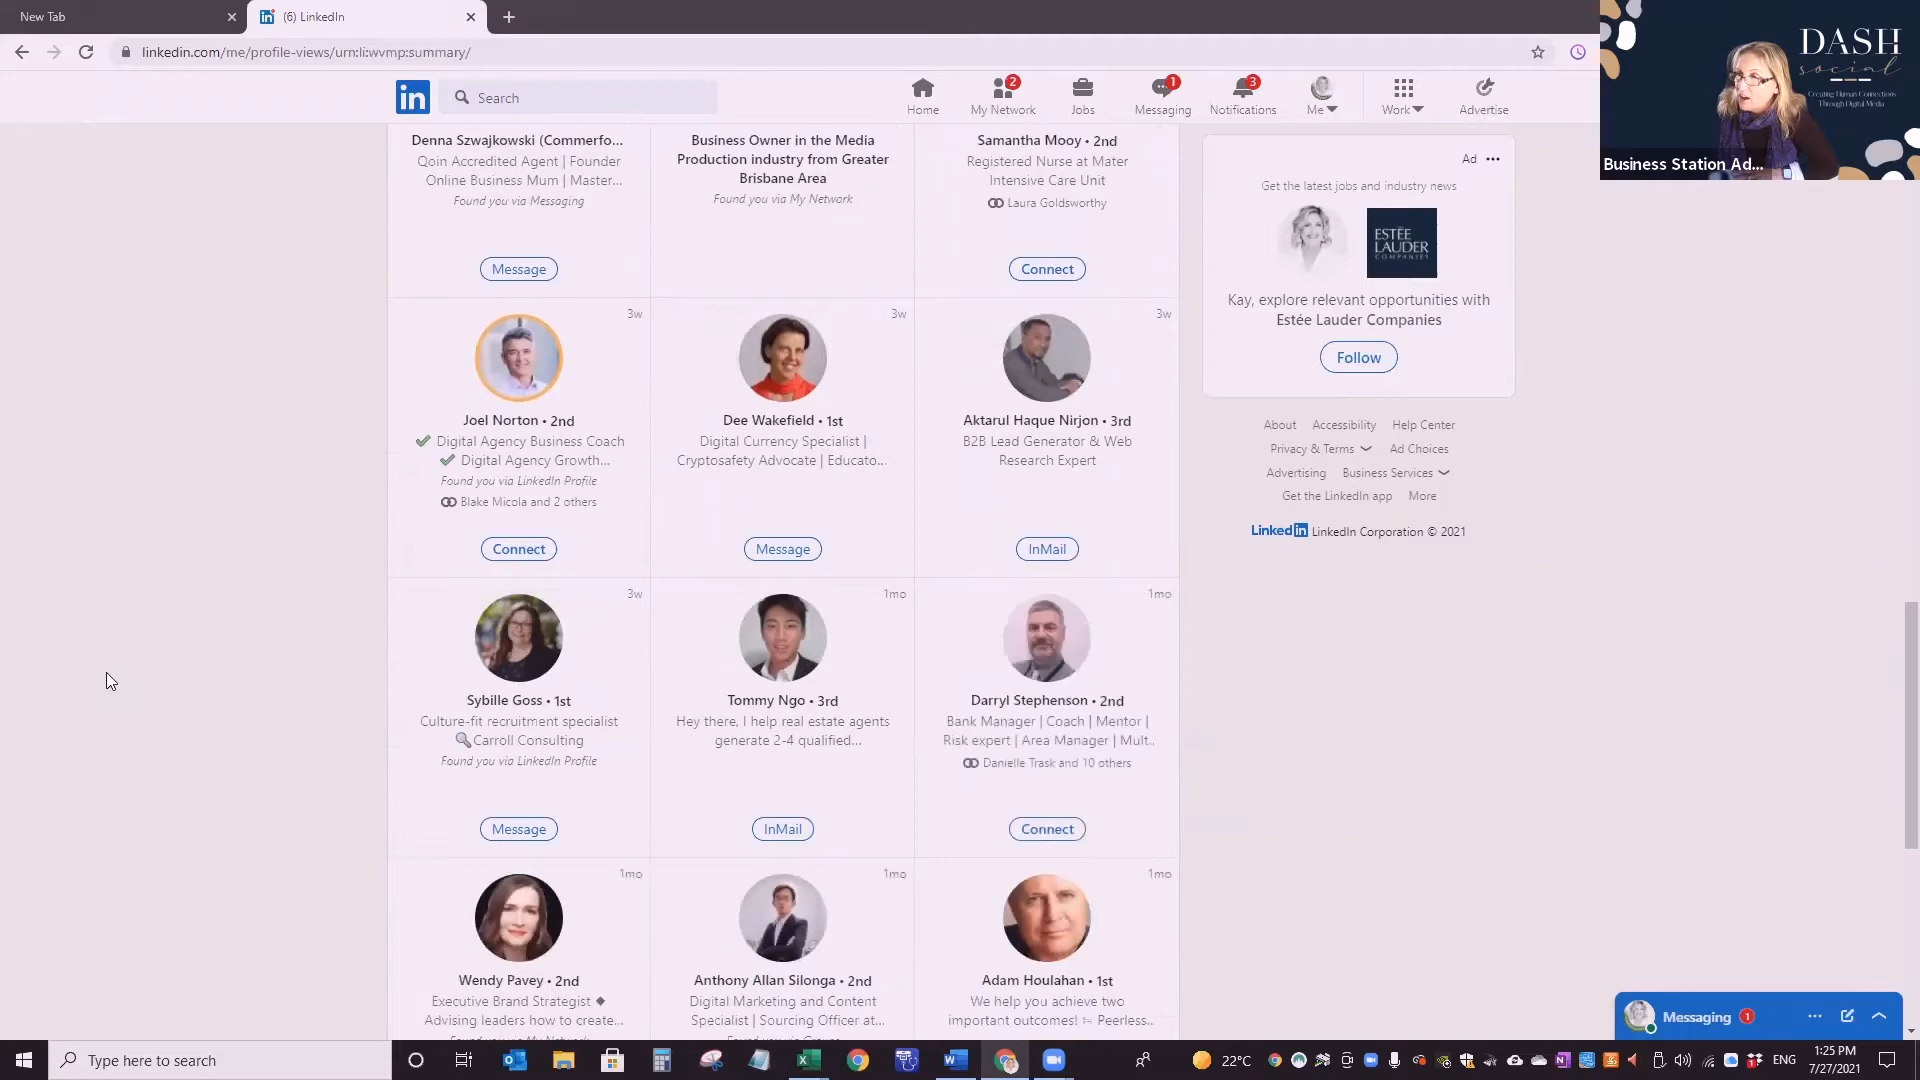 New Tab
(6) LinkedIn
linkedin.com/me/profile-views/urn:li:wvmp:summary/
DASH
social
Creating Human Connections
Through Digital Media
Business Station Ad...
Search
Home
2
My Network
Jobs
1
Messaging
3
Notifications
Me
Work
Advertise
Denna Szwajkowski (Commerfo...
Qoin Accredited Agent | Founder
Online Business Mum | Master...
Found you via Messaging
Message
Business Owner in the Media
Production industry from Greater
Brisbane Area
Found you via My Network
Samantha Mooy • 2nd
Registered Nurse at Mater
Intensive Care Unit
Laura Goldsworthy
Connect
3w
Joel Norton • 2nd
✔ Digital Agency Business Coach
✔ Digital Agency Growth...
Found you via LinkedIn Profile
Blake Micola and 2 others
Connect
3w
Dee Wakefield • 1st
Digital Currency Specialist |
Cryptosafety Advocate | Educato...
Message
3w
Aktarul Haque Nirjon • 3rd
B2B Lead Generator & Web
Research Expert
InMail
3w
Sybille Goss • 1st
Culture-fit recruitment specialist
🔍Carroll Consulting
Found you via LinkedIn Profile
Message
1mo
Tommy Ngo • 3rd
Hey there, I help real estate agents
generate 2-4 qualified...
InMail
1mo
Darryl Stephenson • 2nd
Bank Manager | Coach | Mentor |
Risk expert | Area Manager | Mult..
Danielle Trask and 10 others
Connect
1mo
Wendy Pavey • 2nd
Executive Brand Strategist ◆
Advising leaders how to create...
1mo
Anthony Allan Silonga • 2nd
Digital Marketing and Content
Specialist | Sourcing Officer at...
1mo
Adam Houlahan • 1st
We help you achieve two
important outcomes! ⊨ Peerless..
Ad
Get the latest jobs and industry news
ESTĒE
LAUDER
COMPANIES
Kay, explore relevant opportunities with
Estée Lauder Companies
Follow
About Accessibility Help Center
Privacy & Terms Ad Choices
Advertising Business Services
Get the LinkedIn app More
LinkedIn LinkedIn Corporation © 2021
Messaging 1
Type here to search
22°C
ENG
1:25 PM
7/27/2021